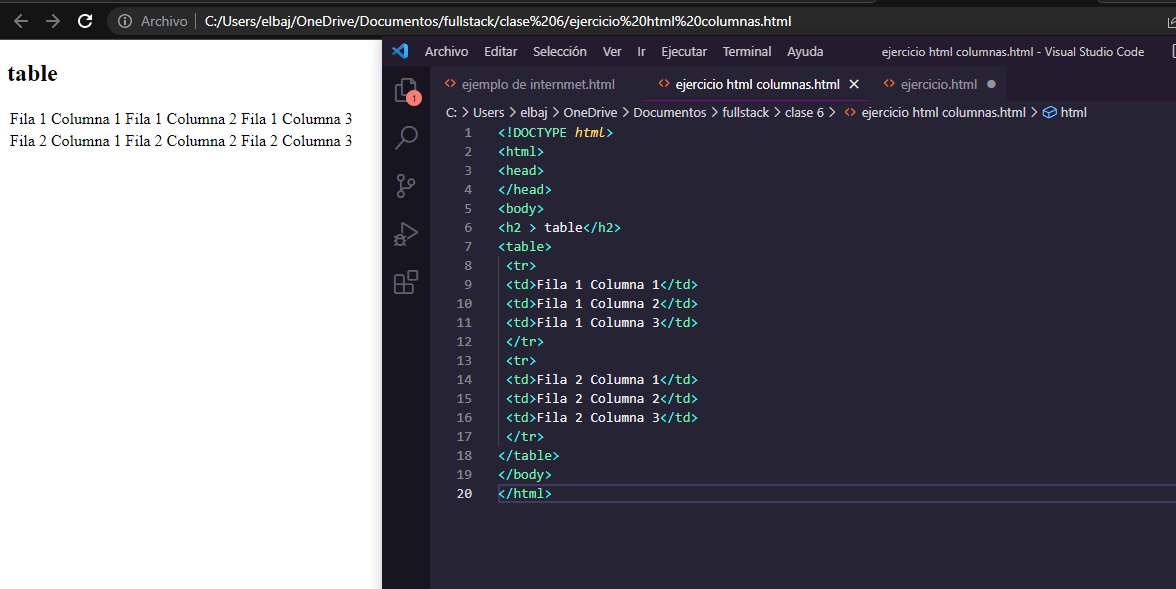 Archivo C:/Users/elbaj/OneDrive/Documentos/fullstack/clase%206/ejercicio%20html%20columnas.html
table
Fila 1 Columna 1 Fila 1 Columna 2 Fila 1 Columna 3
Fila 2 Columna 1 Fila 2 Columna 2 Fila 2 Columna 3
Archivo Editar Selección Ver Ir Ejecutar Terminal Ayuda ejercicio html columnas.html - Visual Studio Code
1
ejemplo de internmet.html ejercicio html columnas.html ejercicio.html
C: > Users > elbaj > OneDrive > Documentos > fullstack > clase 6 > ejercicio html columnas.html > html
1 <!DOCTYPE html>
2 <html>
3 <head>
4 </head>
5 <body>
6 <h2 > table</h2>
7 <table>
8 <tr>
9 <td>Fila 1 Columna 1</td>
10 <td>Fila 1 Columna 2</td>
11 <td>Fila 1 Columna 3</td>
12 </tr>
13 <tr>
14 <td>Fila 2 Columna 1</td>
15 <td>Fila 2 Columna 2</td>
16 <td>Fila 2 Columna 3</td>
17 </tr>
18 </table>
19 </body>
20 </html>